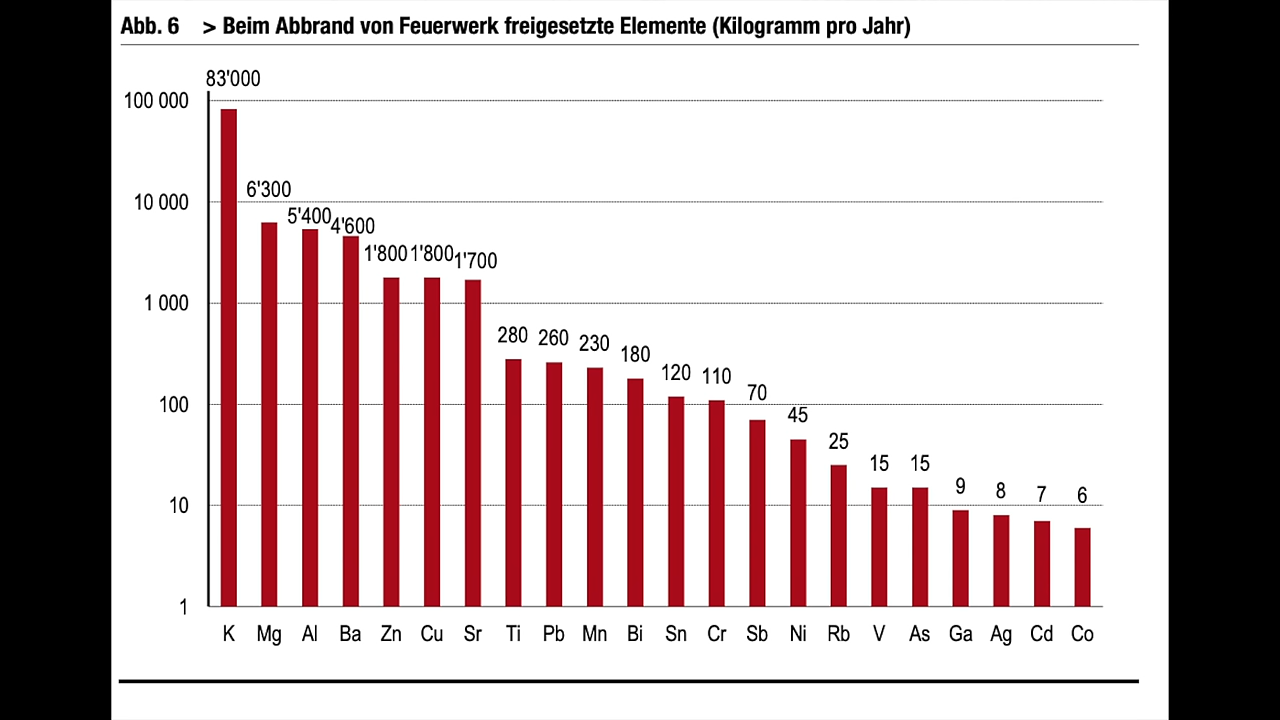 Abb. 6 > Beim Abbrand von Feuerwerk freigesetzte Elemente (Kilogramm pro Jahr)
83'000
100 000
6'300
10 000
5'400
4'600
1'800 1'800 1'700
1 000
280 260 230 180 120 110 70 45 25 15 15 9 8 7 6
100
10
1
K Mg Al Ba Zn Cu Sr Ti Pb Mn Bi Sn Cr Sb Ni Rb V As Ga Ag Cd Co